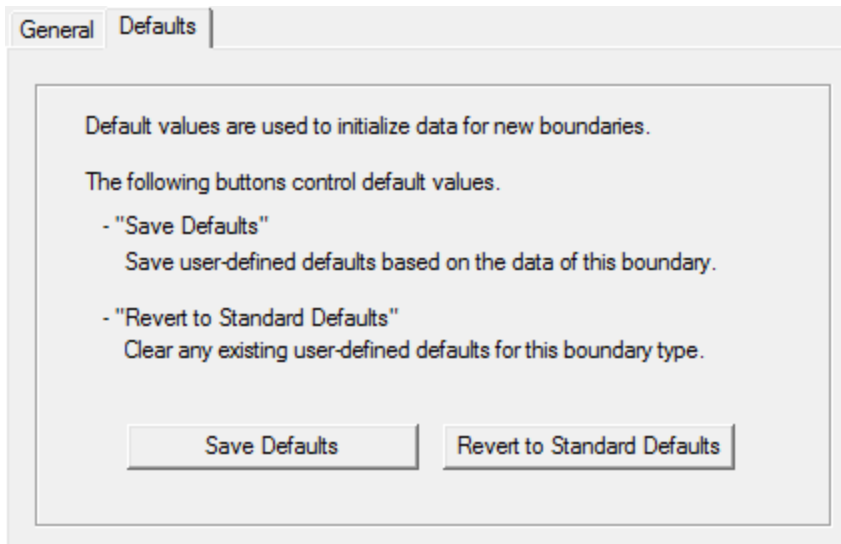 General Defaults
Default values are used to initialize data for new boundaries.
The following buttons control default values.
- "Save Defaults"
Save user-defined defaults based on the data of this boundary.
- "Revert to Standard Defaults"
Clear any existing user-defined defaults for this boundary type.
Save Defaults Revert to Standard Defaults